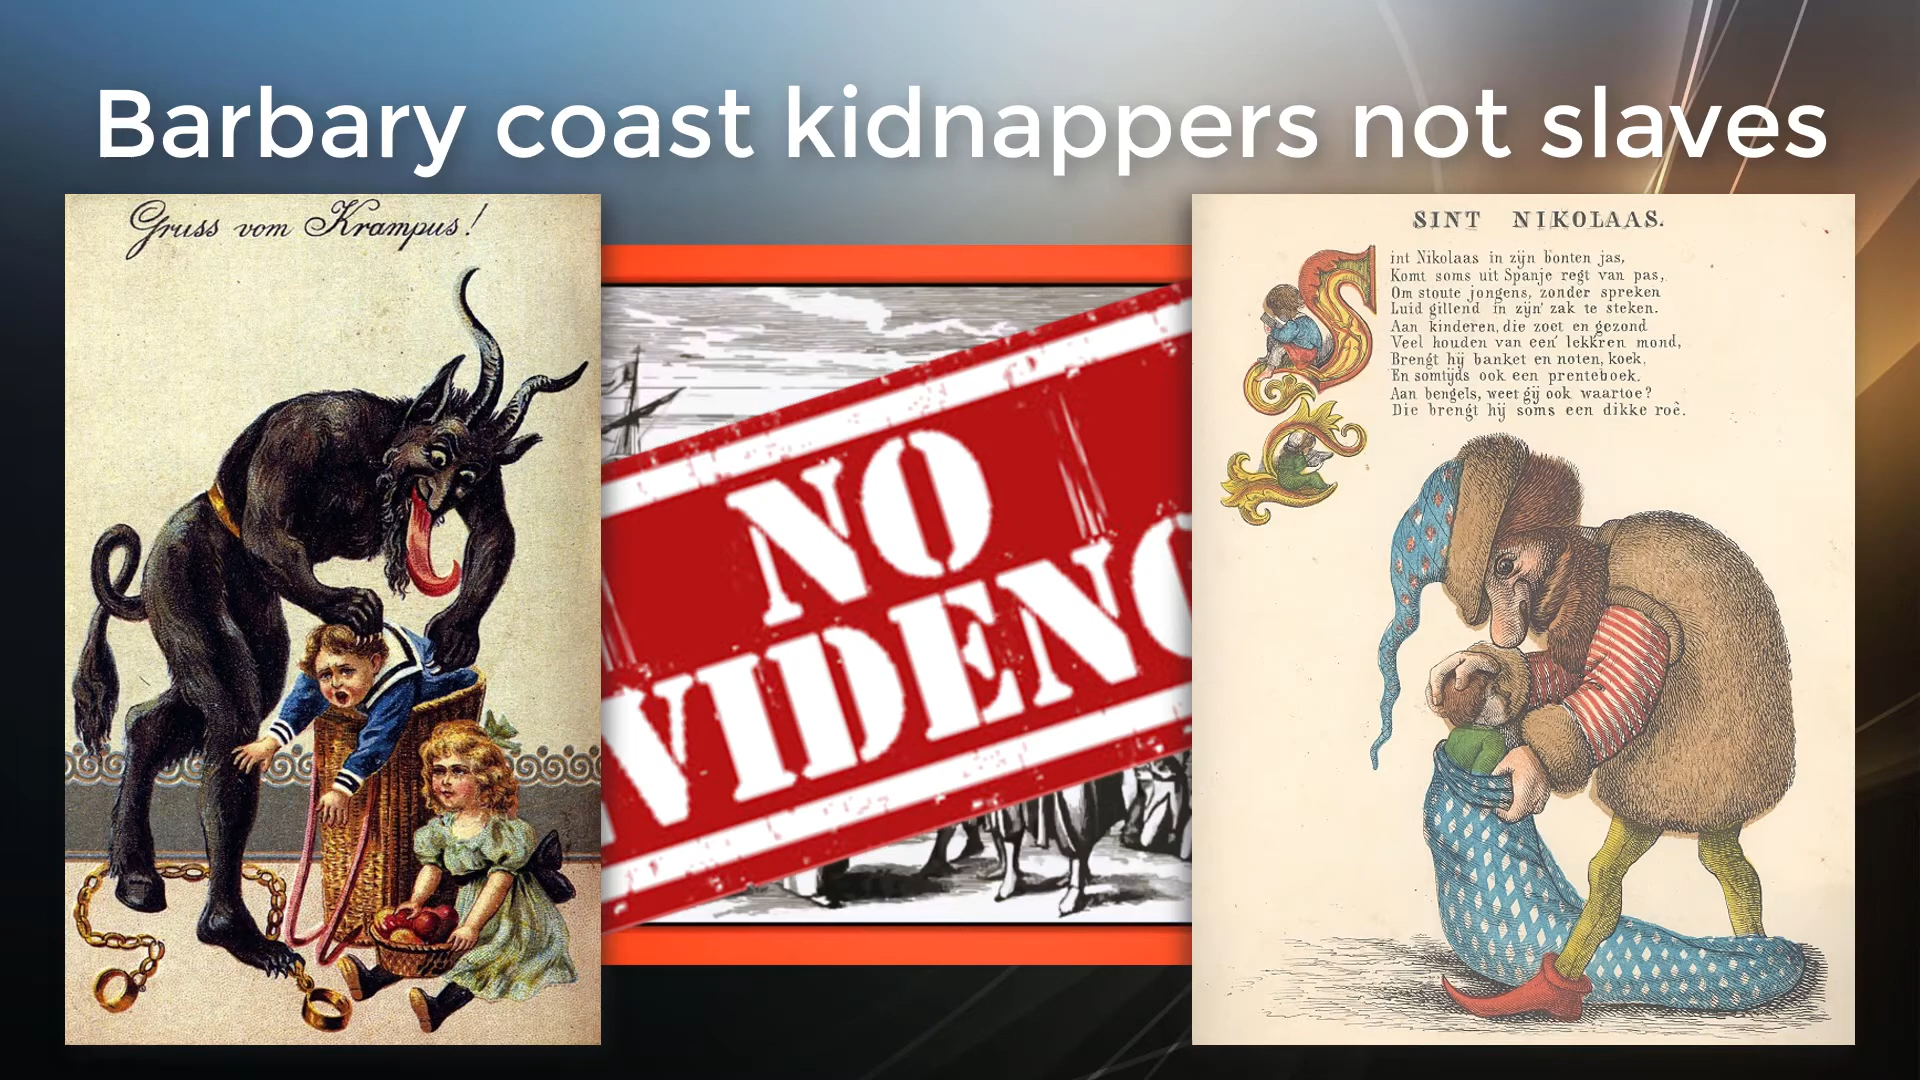 Barbary coast kidnappers not slaves
Gruss vom Krampus!
NO
VIDENC
SINT NIKOLAAS.
Sint Nikolaas in zijn bonten jas,
Komt soms uit Spanje regt van pas,
Om stoute jongens, zonder spreken
Luid gillend in zijn' zak te steken.
Aan kinderen, die zoet en gezond
Veel houden van een' lekkren mond,
Brengt hij banket en noten, koek,
En somtijds ook een prenteboek.
Aan bengels, weet gij ook waartoe?
Die brengt hij soms een dikke roê.